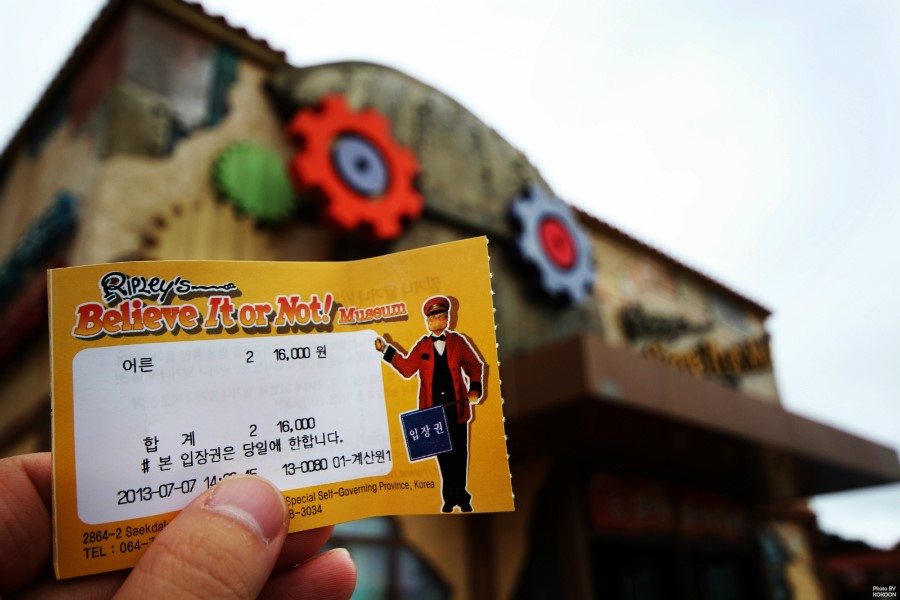 RIPLEY'S
Believe It or Not! Museum
어른 2 16,000 원
입장권
합 계 2 16,000
# 본 입장권은 당일에 한합니다.
2013-07-07 13-0080 01-계산원1
Special Self-Governing Province, Korea
2864-2
8-3034
TEL : 064-7
Photo BY
KOKOON